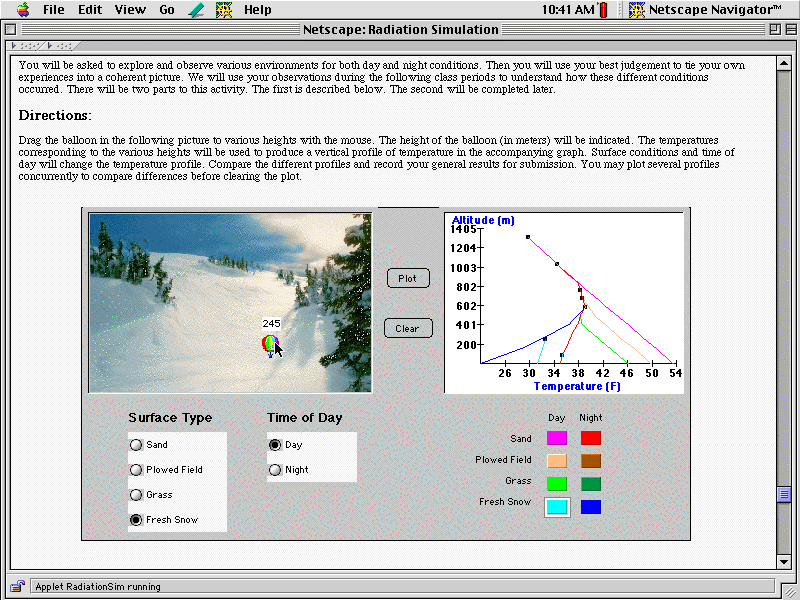 File Edit View Go Help 10:41 AM Netscape Navigator™
Netscape: Radiation Simulation
You will be asked to explore and observe various environments for both day and night conditions. Then you will use your best judgement to tie your own
experiences into a coherent picture. We will use your observations during the following class periods to understand how these different conditions
occurred. There will be two parts to this activity. The first is described below. The second will be completed later.
Directions:
Drag the balloon in the following picture to various heights with the mouse. The height of the balloon (in meters) will be indicated. The temperatures
corresponding to the various heights will be used to produce a vertical profile of temperature in the accompanying graph. Surface conditions and time of
day will change the temperature profile. Compare the different profiles and record your general results for submission. You may plot several profiles
concurrently to compare differences before clearing the plot.
245
Plot
Clear
Altitude (m)
1405
1204
1003
802
602
401
200
26 30 34 38 42 46 50 54
Temperature (F)
Surface Type
Sand
Plowed Field
Grass
Fresh Snow
Time of Day
Day
Night
Day Night
Sand
Plowed Field
Grass
Fresh Snow
Applet RadiationSim running